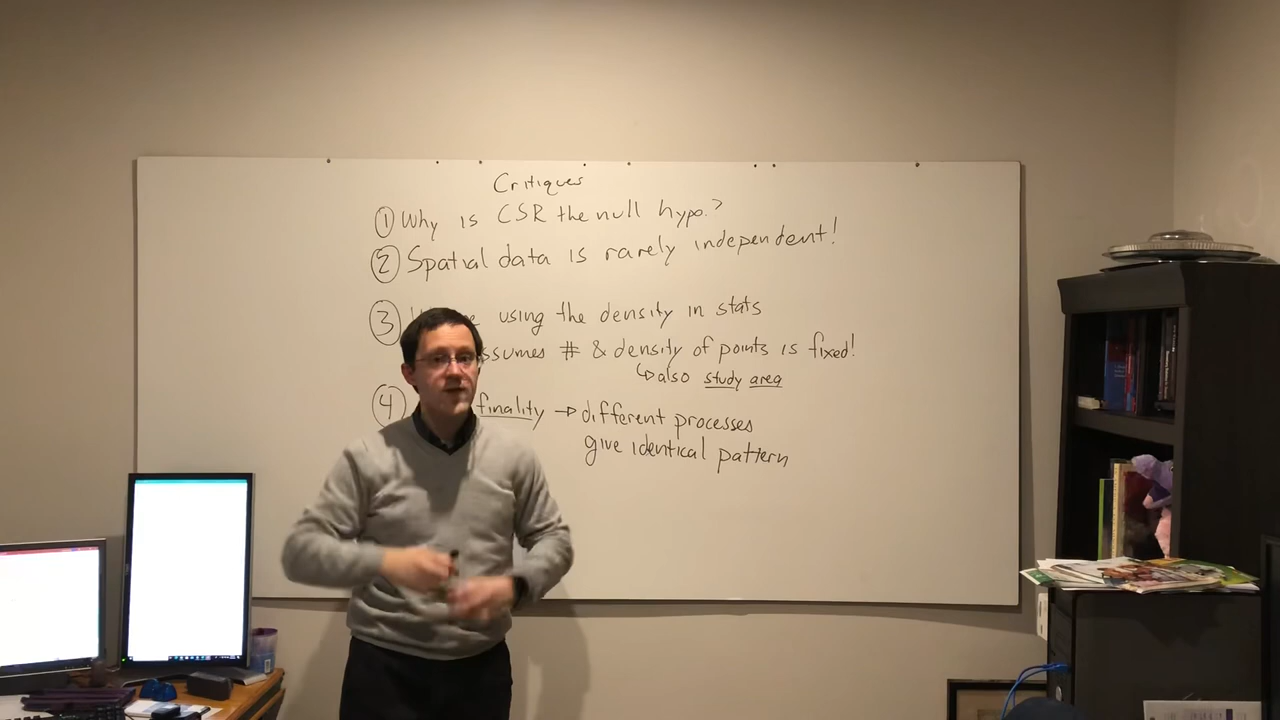 Critiques
① Why is CSR the null hypo.?
② Spatial data is rarely independent!
③ using the density in stats
ssumes # & density of points is fixed!
↳ also study area
④ finality → different processes
give identical pattern